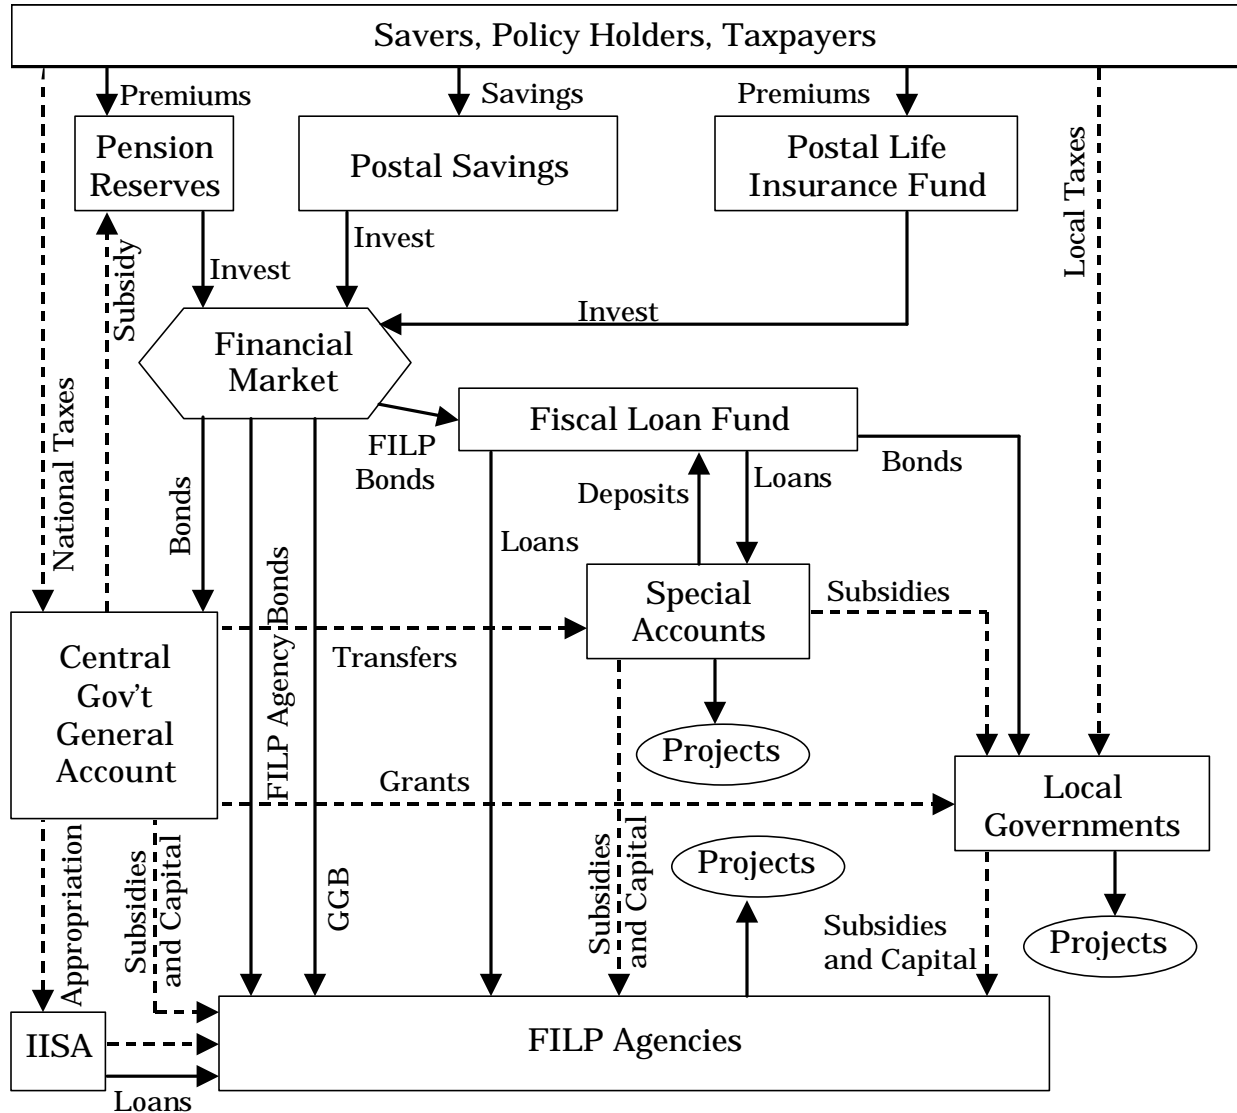 Savers, Policy Holders, Taxpayers
Premiums
Savings
Premiums
Pension
Reserves
Postal Savings
Postal Life
Insurance Fund
Local Taxes
Subsidy
Invest
Invest
Invest
Financial
Market
National Taxes
Fiscal Loan Fund
FILP
Bonds
Bonds
Deposits
Loans
Bonds
Loans
FILP Agency Bonds
Special
Accounts
Subsidies
Central
Gov't
General
Account
Transfers
Projects
Grants
Local
Governments
Appropriation
Subsidies
and Capital
GGB
Subsidies
and Capital
Projects
Subsidies
and Capital
Projects
IISA
FILP Agencies
Loans